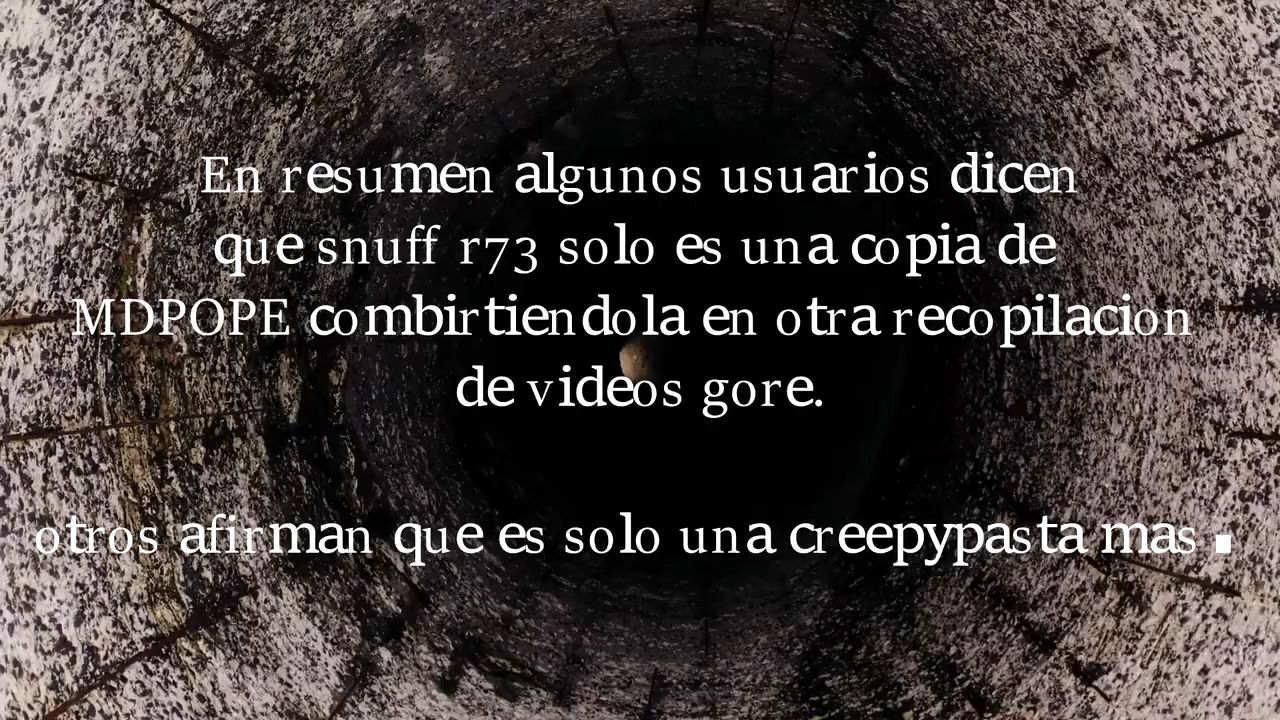 En resumen algunos usuarios dicen
que snuff r73 solo es una copia de
MDPOPE combirtiendola en otra recopilacion
de videos gore.
otros afirman que es solo una creepypasta mas .